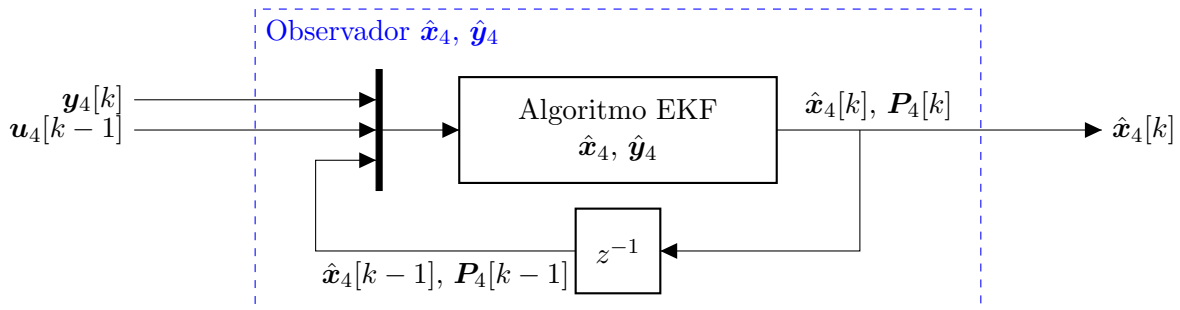 Observador x̂₄, ŷ₄
y₄[k]
u₄[k − 1]
Algoritmo EKF
x̂₄, ŷ₄
x̂₄[k], P₄[k]
x̂₄[k]
z⁻¹
x̂₄[k − 1], P₄[k − 1]